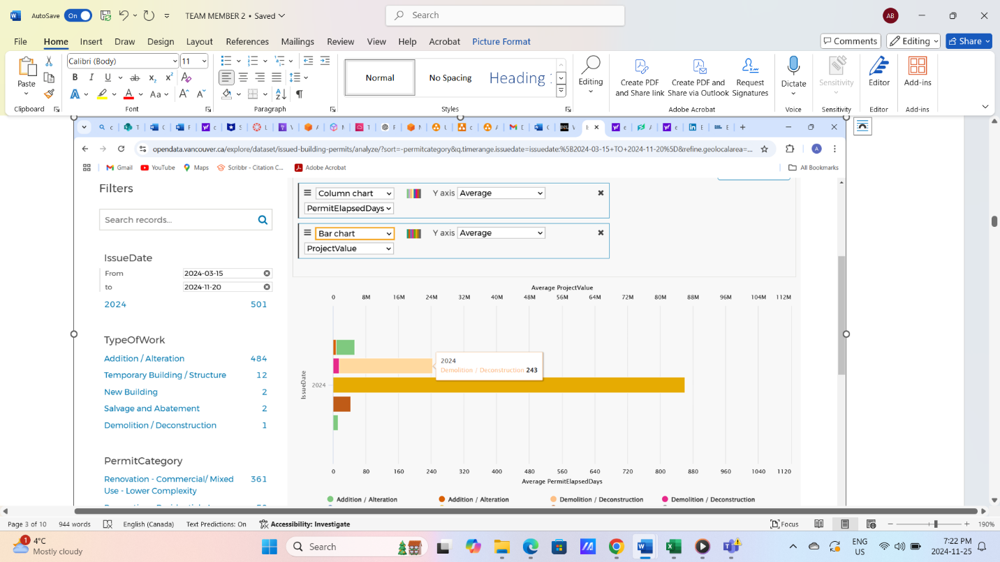 AutoSave On TEAM MEMBER 2 • Saved Search AB
File Home Insert Draw Design Layout References Mailings Review View Help Acrobat Picture Format Comments Editing Share
Paste
Calibri (Body) 11
B I U ab x₂ x² A
A A Aa A A
Normal No Spacing Heading
Editing
Create PDF and Share link
Create PDF and Share via Outlook
Request Signatures
Dictate
Sensitivity
Editor
Add-ins
Clipboard Font Paragraph Styles Adobe Acrobat Voice Sensitivity Editor Add-ins
opendata.vancouver.ca/explore/dataset/issued-building-permits/analyze/?sort=-permitcategory&q.timerange.issuedate=issuedate:%5B2024-03-15+TO+2024-11-20%5D&refine.geolocalarea=...
A
Gmail YouTube Maps Scribbr - Citation C... Adobe Acrobat All Bookmarks
Filters
Search records...
IssueDate
From 2024-03-15
to 2024-11-20
2024 501
TypeOfWork
Addition / Alteration 484
Temporary Building / Structure 12
New Building 2
Salvage and Abatement 2
Demolition / Deconstruction 1
PermitCategory
Renovation - Commercial/ Mixed 361
Use - Lower Complexity
Column chart Y axis Average
PermitElapsedDays
Bar chart Y axis Average
ProjectValue
Average ProjectValue
0 8M 16M 24M 32M 40M 48M 56M 64M 72M 80M 88M 96M 104M 112M
2024
Demolition / Deconstruction 243
IssueDate
2024
0 80 160 240 320 400 480 560 640 720 800 880 960 1040 1120
Average PermitElapsedDays
Addition / Alteration Addition / Alteration Demolition / Deconstruction Demolition / Deconstruction
Page 3 of 10 944 words English (Canada) Text Predictions: On Accessibility: Investigate Focus 190%
1 4°C
Mostly cloudy
Search
ENG
US
7:22 PM
2024-11-25